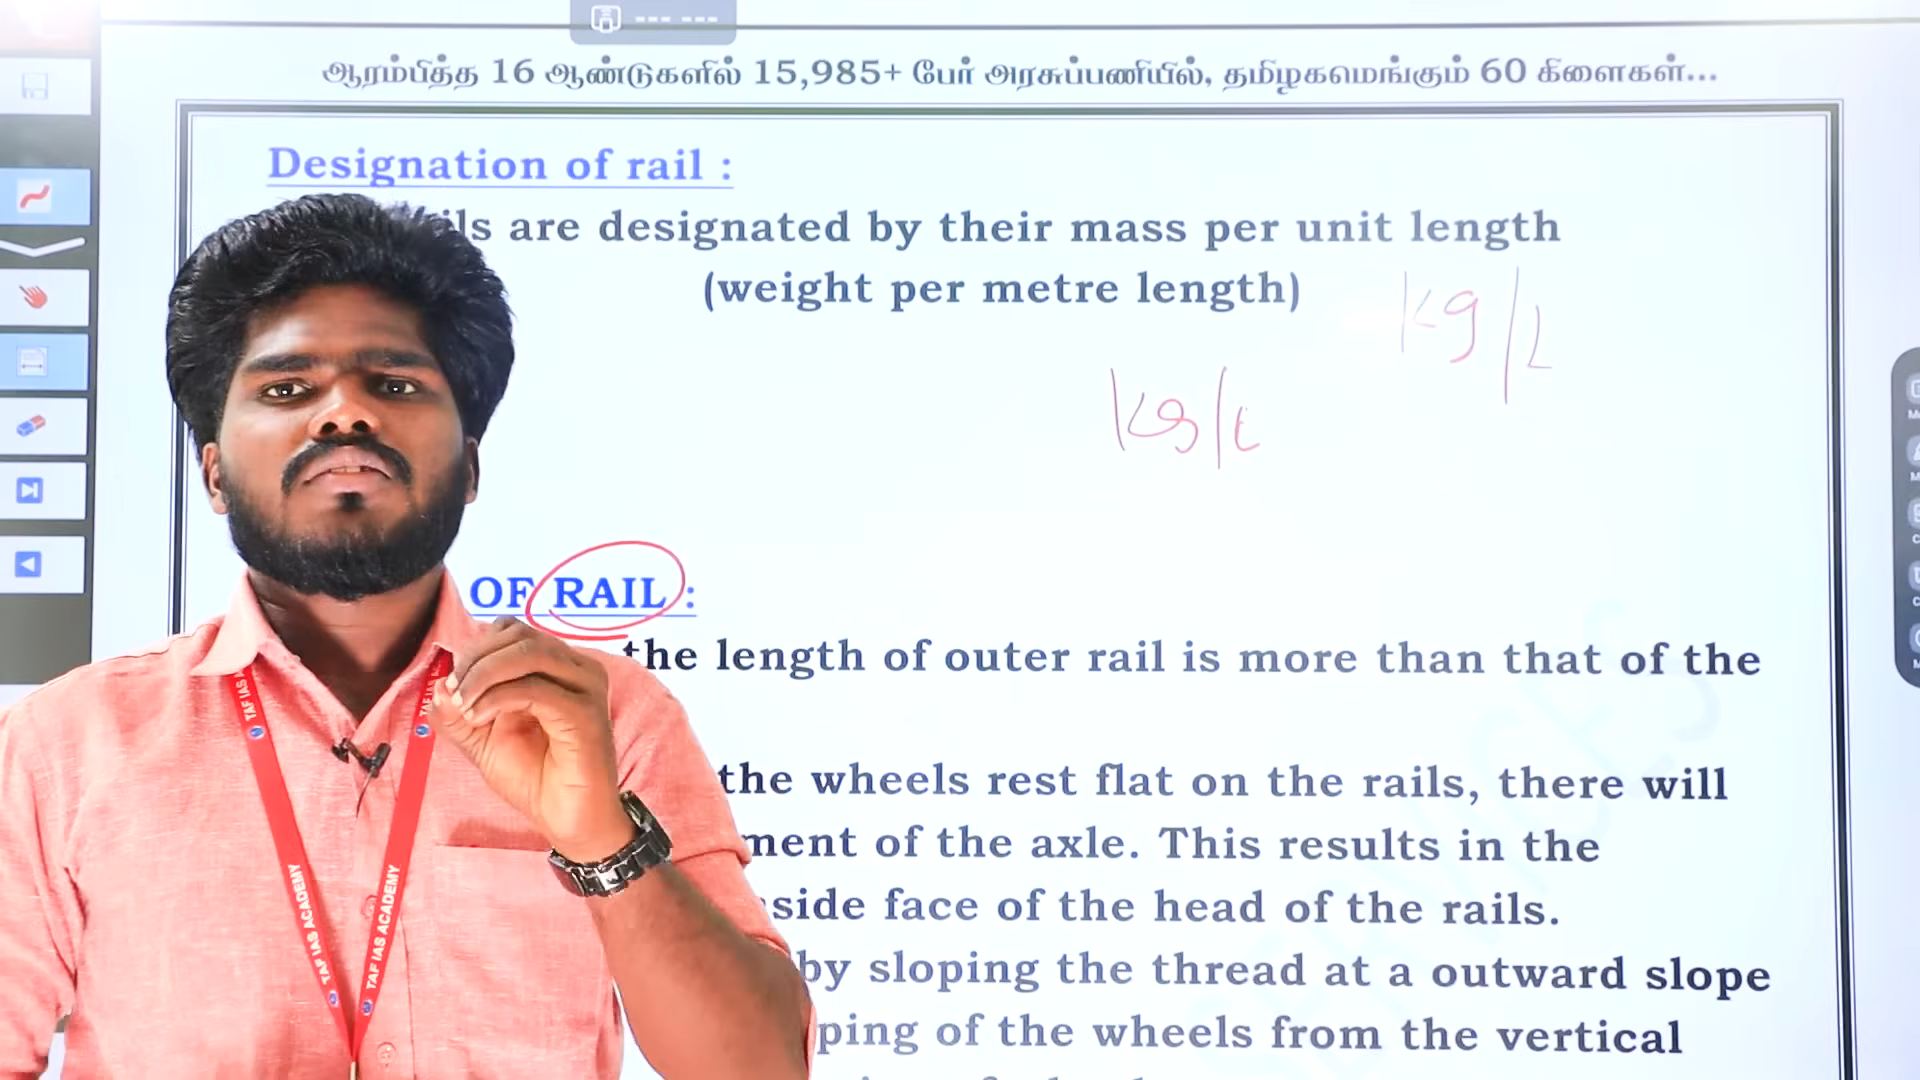 ஆரம்பித்த 16 ஆண்டுகளில் 15,985+ பேர் அரசுப்பணியில், தமிழகமெங்கும் 60 கிளைகள்...
Designation of rail :
are designated by their mass per unit length
(weight per metre length)
kg/L
kg/L
OF RAIL :
the length of outer rail is more than that of the
the wheels rest flat on the rails, there will
of the axle. This results in the
face of the head of the rails.
by sloping the thread at a outward slope
of the wheels from the vertical
TAF IAS ACADEMY
TAF IAS ACADEMY